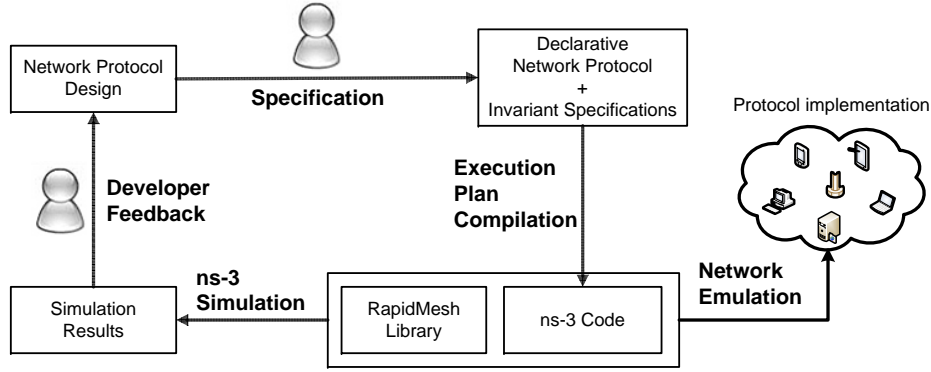 Network Protocol
Design
Specification
Declarative
Network Protocol
+
Invariant Specifications
Protocol implementation
Developer
Feedback
Execution
Plan
Compilation
ns-3
Simulation
Network
Emulation
Simulation
Results
RapidMesh
Library
ns-3 Code